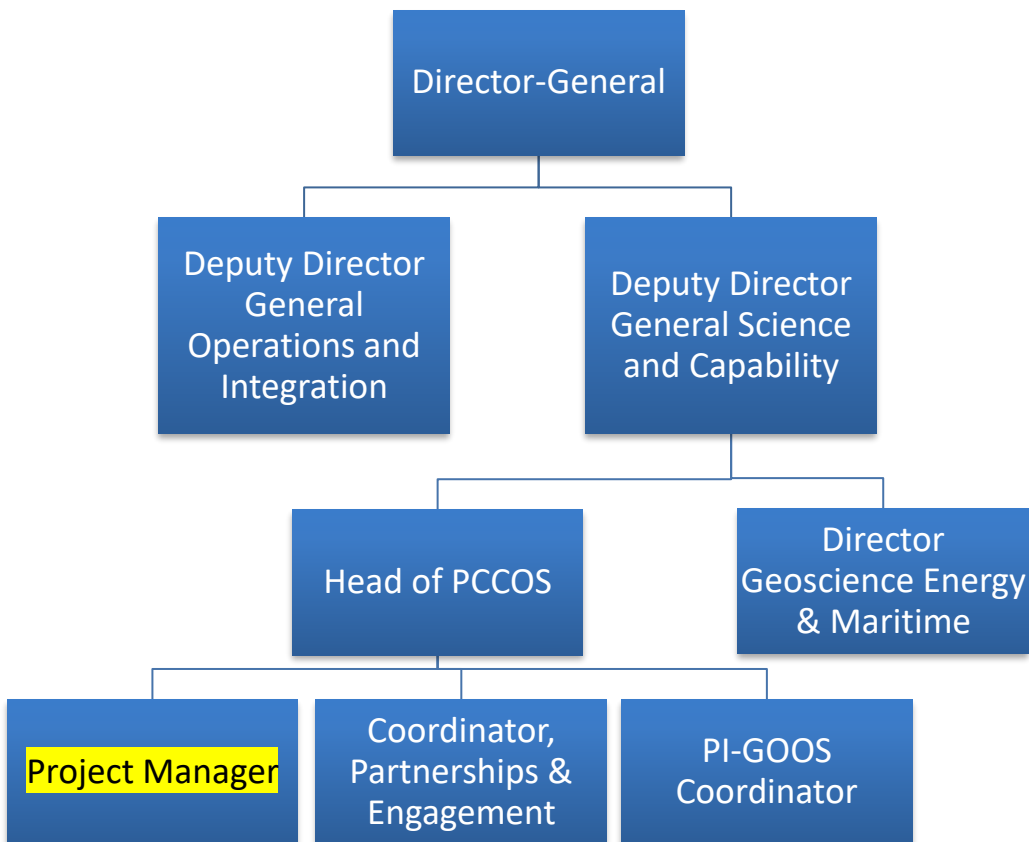 Director-General
Deputy Director
General
Operations and
Integration
Deputy Director
General Science
and Capability
Head of PCCOS
Director
Geoscience Energy
& Maritime
Project Manager
Coordinator,
Partnerships &
Engagement
PI-GOOS
Coordinator